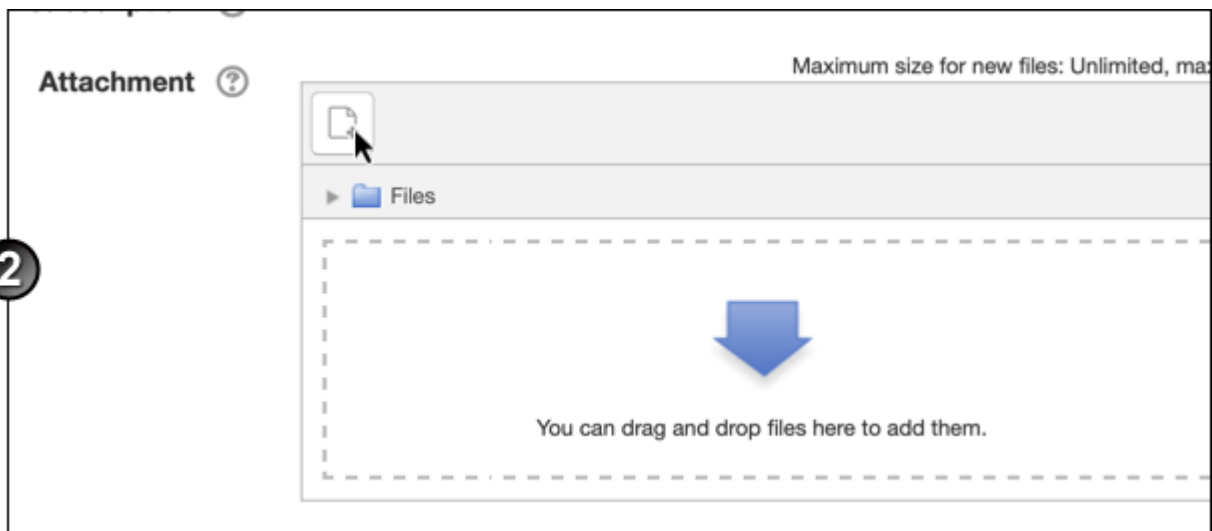 Maximum size for new files: Unlimited, ma
Attachment
Files
2
You can drag and drop files here to add them.